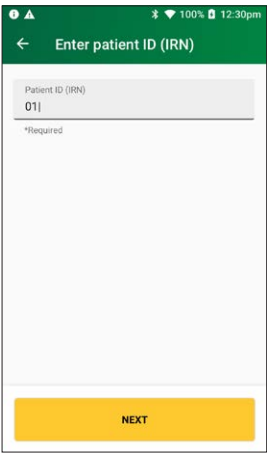 100% 12:30pm
Enter patient ID (IRN)
Patient ID (IRN)
01
*Required
NEXT